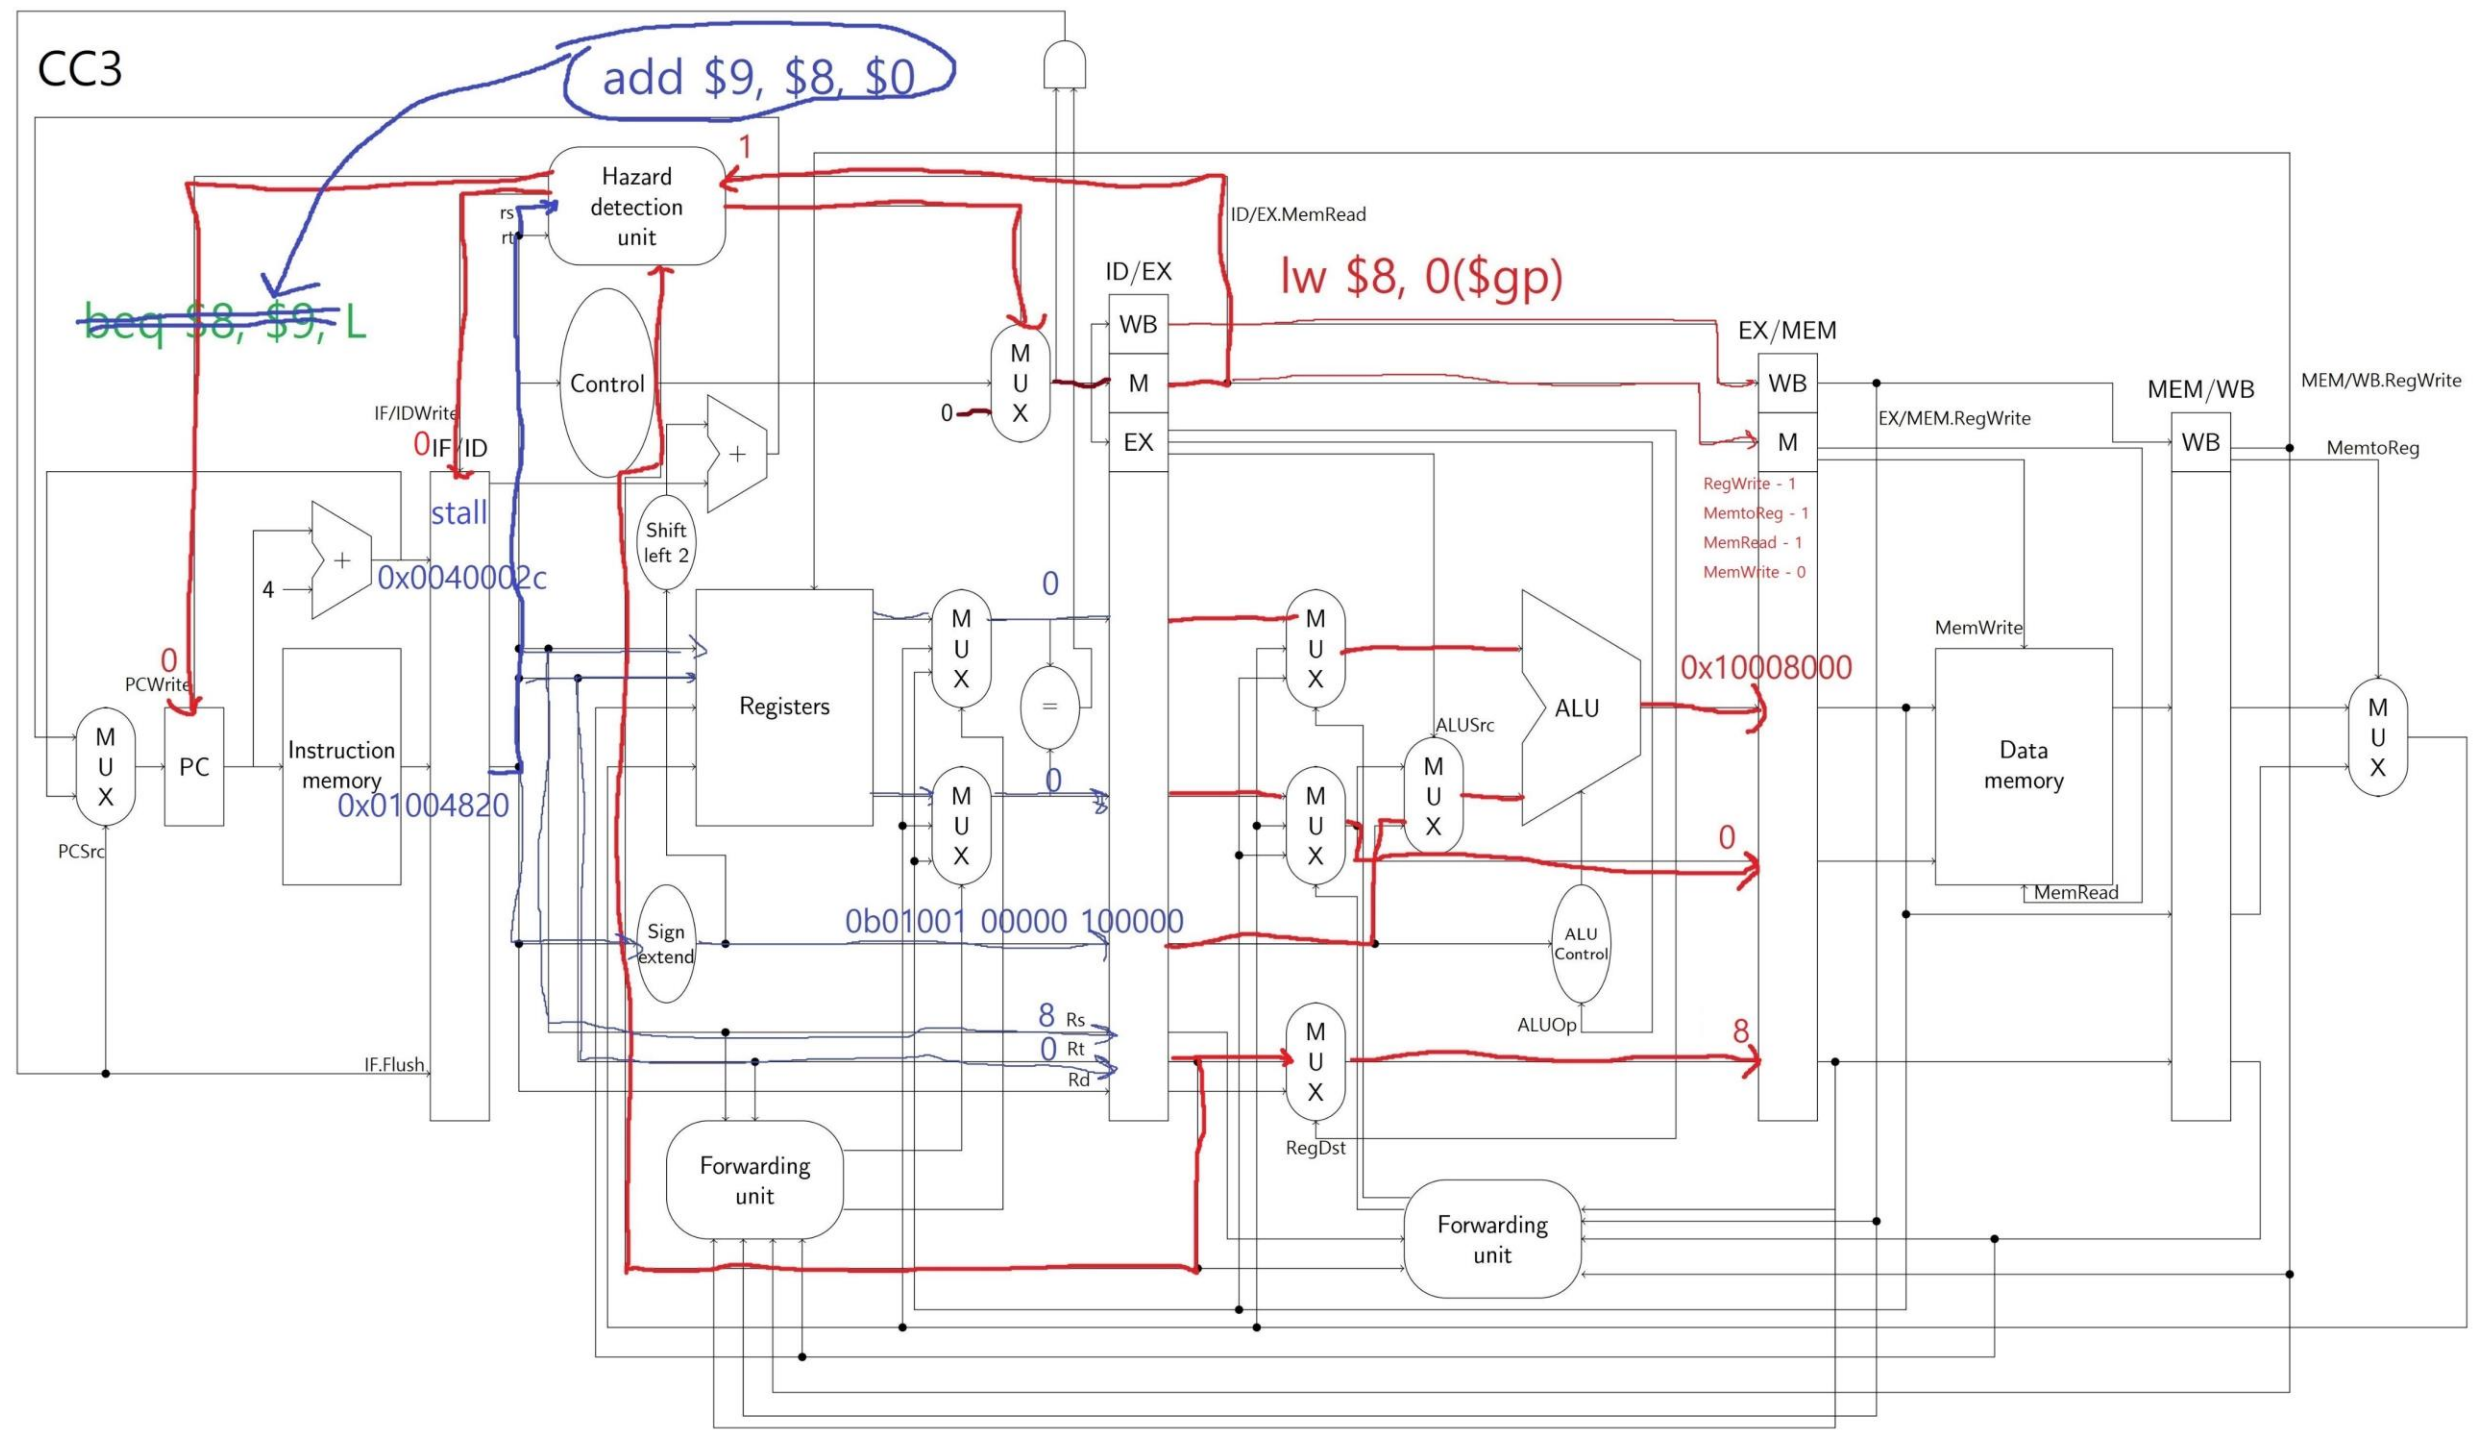 CC3
add $9, $8, $0
1
Hazard
detection
unit
rs
rt
ID/EX.MemRead
ID/EX
lw $8, 0($gp)
beq $8, $9, L
WB
M
EX
M
U
X
0
Control
EX/MEM
WB
M
MEM/WB
WB
MEM/WB.RegWrite
EX/MEM.RegWrite
MemtoReg
IF/IDWrite
0
IF/ID
+
stall
RegWrite - 1
MemtoReg - 1
MemRead - 1
MemWrite - 0
Shift
left 2
+
4
0x0040002c
0
M
U
X
M
U
X
MemWrite
0
PCWrite
0x10008000
Registers
=
ALU
ALUSrc
M
U
X
PC
Instruction
memory
0x01004820
0
M
U
X
M
U
X
M
U
X
Data
memory
M
U
X
PCSrc
0
MemRead
Sign
extend
0b01001 00000 100000
ALU
Control
8
Rs
0
Rt
Rd
M
U
X
ALUOp
8
IF.Flush
RegDst
Forwarding
unit
Forwarding
unit